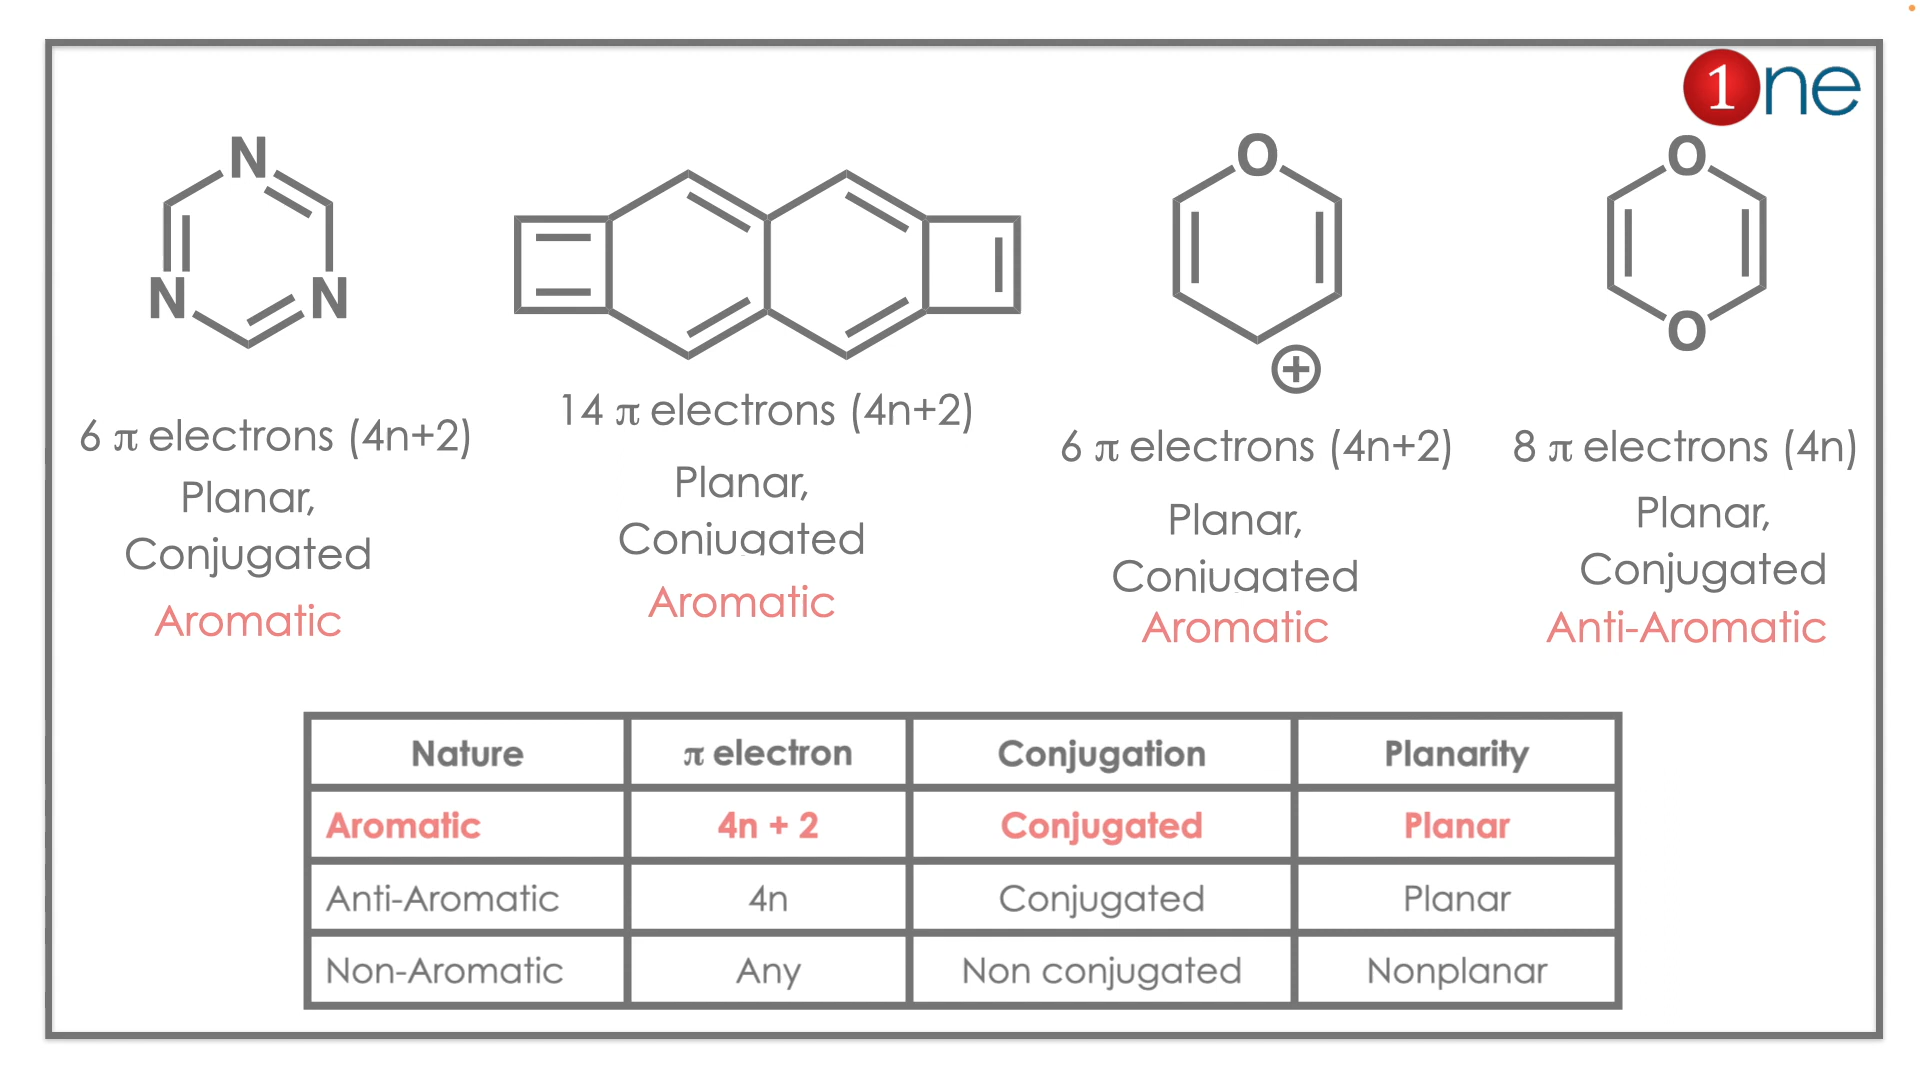 1ne
N
N
N
O
O
O
+
6 π electrons (4n+2)
Planar,
Conjugated
Aromatic
14 π electrons (4n+2)
Planar,
Conjugated
Aromatic
6 π electrons (4n+2)
Planar,
Conjugated
Aromatic
8 π electrons (4n)
Planar,
Conjugated
Anti-Aromatic
Nature π electron Conjugation Planarity
Aromatic 4n + 2 Conjugated Planar
Anti-Aromatic 4n Conjugated Planar
Non-Aromatic Any Non conjugated Nonplanar